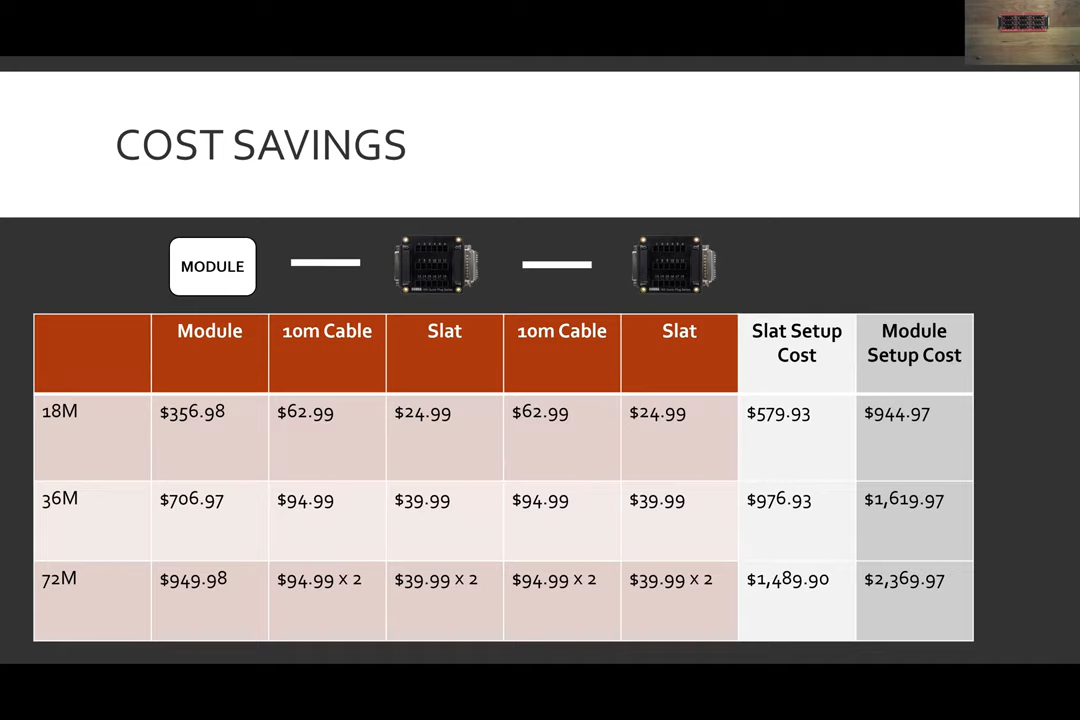 COST SAVINGS
MODULE
Module 10m Cable Slat 10m Cable Slat Slat Setup Cost Module Setup Cost
18M $356.98 $62.99 $24.99 $62.99 $24.99 $579.93 $944.97
36M $706.97 $94.99 $39.99 $94.99 $39.99 $976.93 $1,619.97
72M $949.98 $94.99 x 2 $39.99 x 2 $94.99 x 2 $39.99 x 2 $1,489.90 $2,369.97